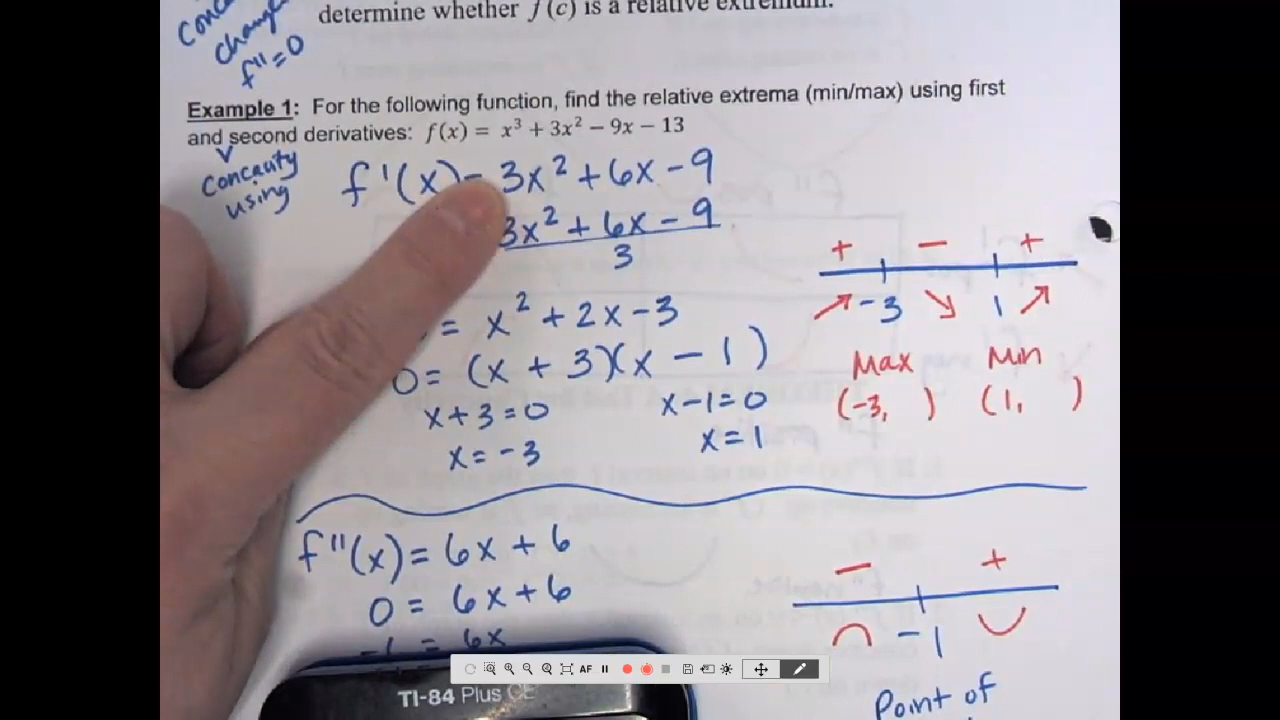 determine whether f(c) is a relative extremum.
f''=0
Example 1: For the following function, find the relative extrema (min/max) using first
and second derivatives: f(x) = x³ + 3x² − 9x − 13
Concavity
using
f'(x) = 3x² + 6x − 9
3x² + 6x − 9
3
= x² + 2x − 3
0 = (x + 3)(x − 1)
x + 3 = 0
x − 1 = 0
x = −3
x = 1
+ − +
−3 1
Max Min
(−3, ) (1, )
f''(x) = 6x + 6
0 = 6x + 6
= 6x
− +
−1
Point of
AF
TI-84 Plus CE